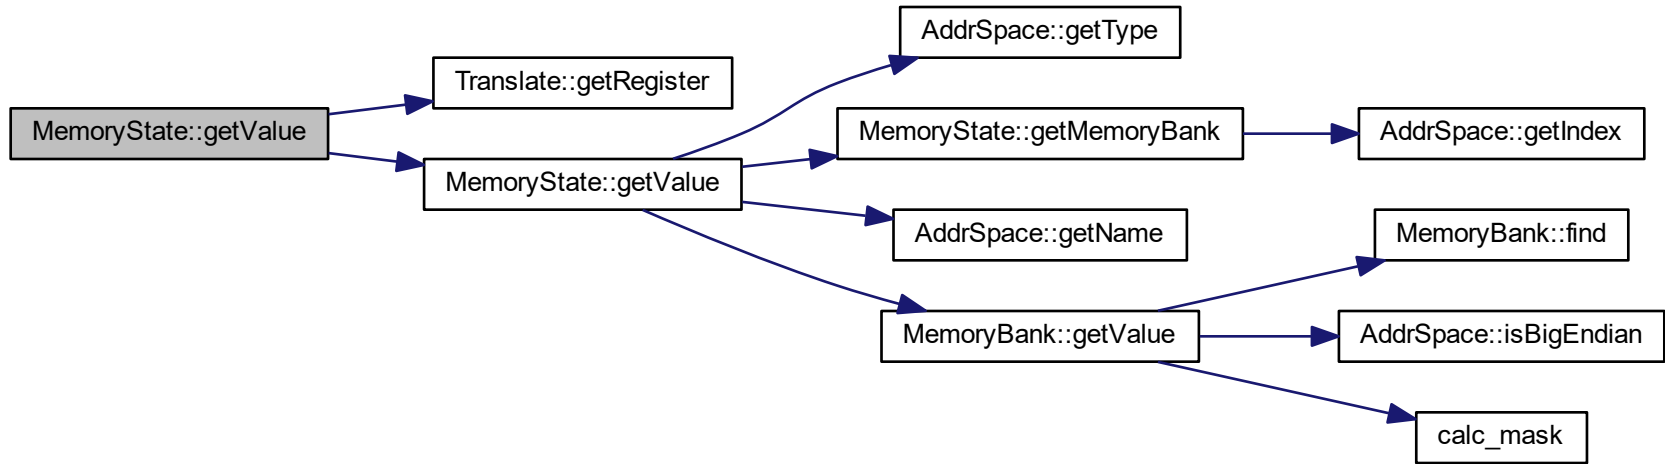 MemoryState::getValue
Translate::getRegister
MemoryState::getValue
AddrSpace::getType
MemoryState::getMemoryBank
AddrSpace::getIndex
AddrSpace::getName
MemoryBank::getValue
MemoryBank::find
AddrSpace::isBigEndian
calc_mask